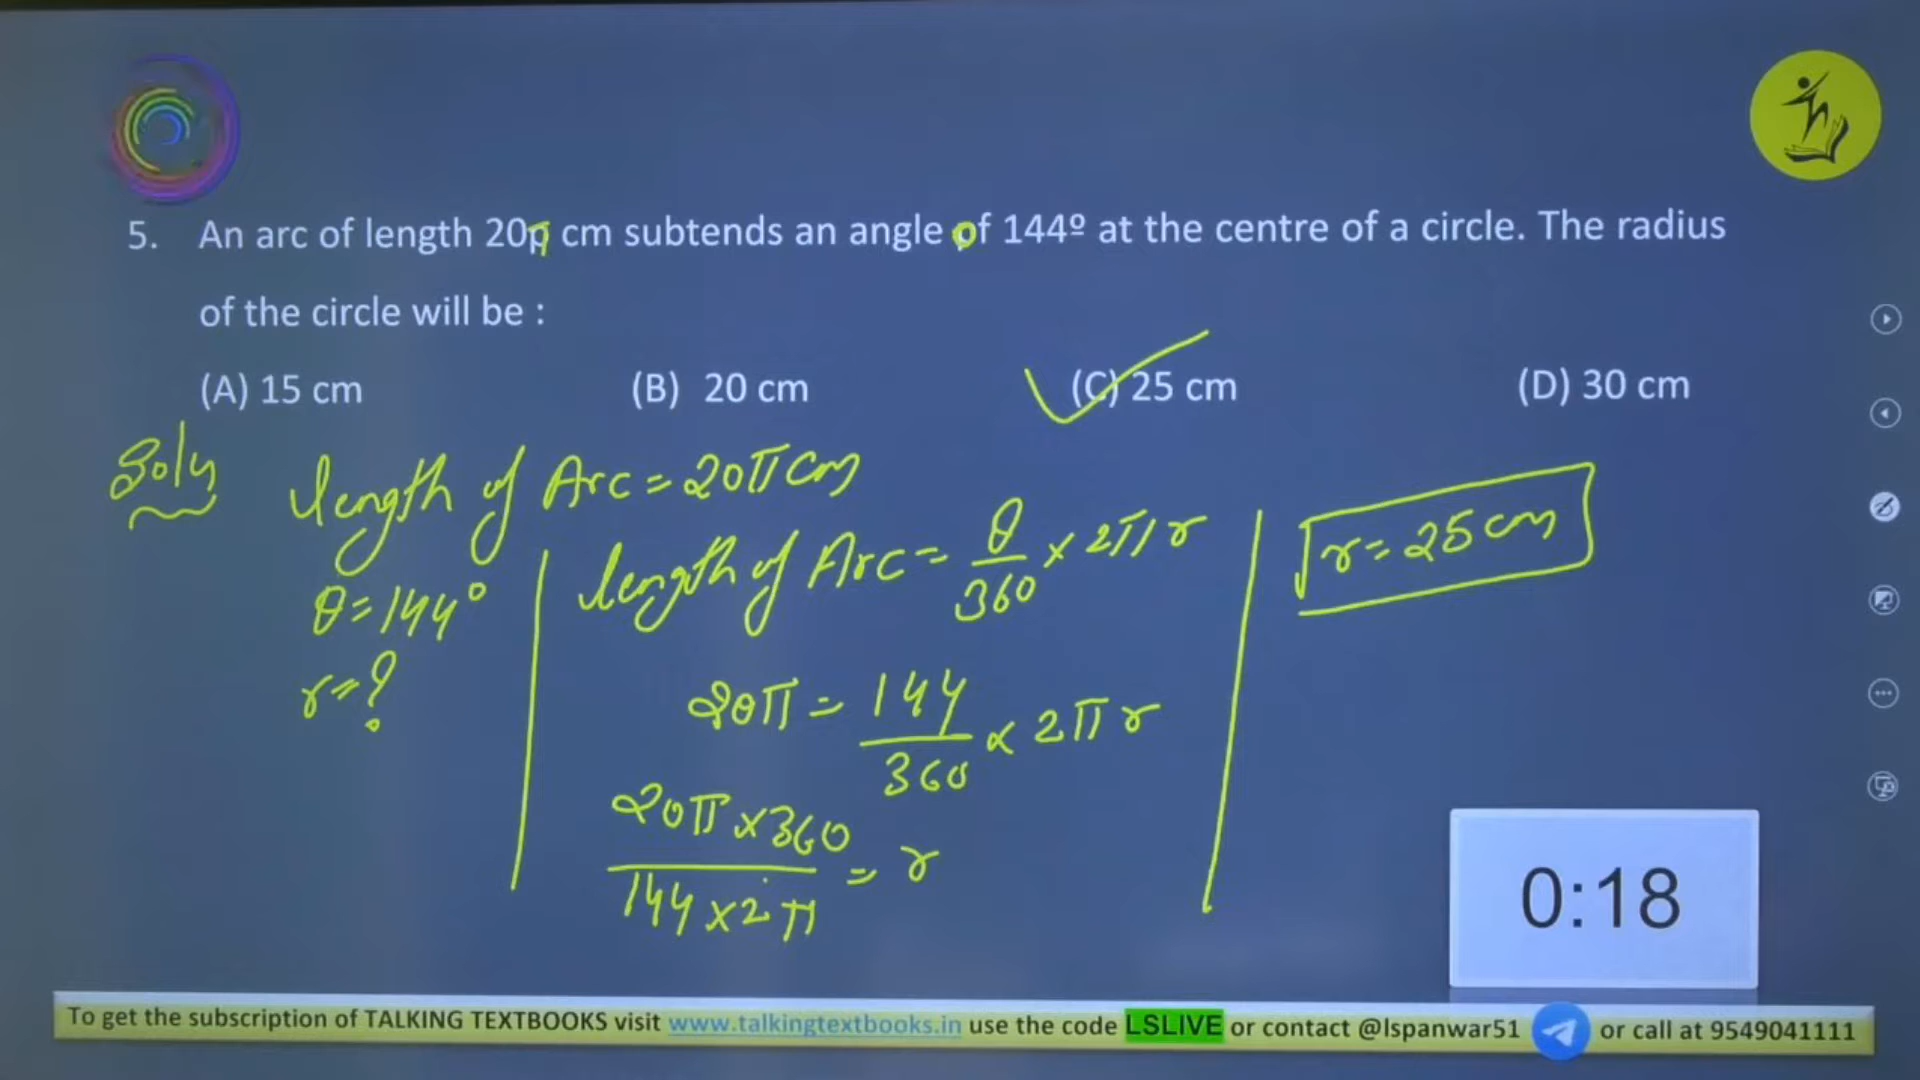 5. An arc of length 20π cm subtends an angle of 144º at the centre of a circle. The radius
of the circle will be :
(A) 15 cm (B) 20 cm (C) 25 cm (D) 30 cm
Soln length of Arc = 20π cm
θ = 144°
r = ?
length of Arc = θ/360 × 2πr
20π = 144/360 × 2πr
20π × 360 / 144 × 2π = r
r = 25 cm
0:18
To get the subscription of TALKING TEXTBOOKS visit www.talkingtextbooks.in use the code LSLIVE or contact @lspanwar51 or call at 9549041111